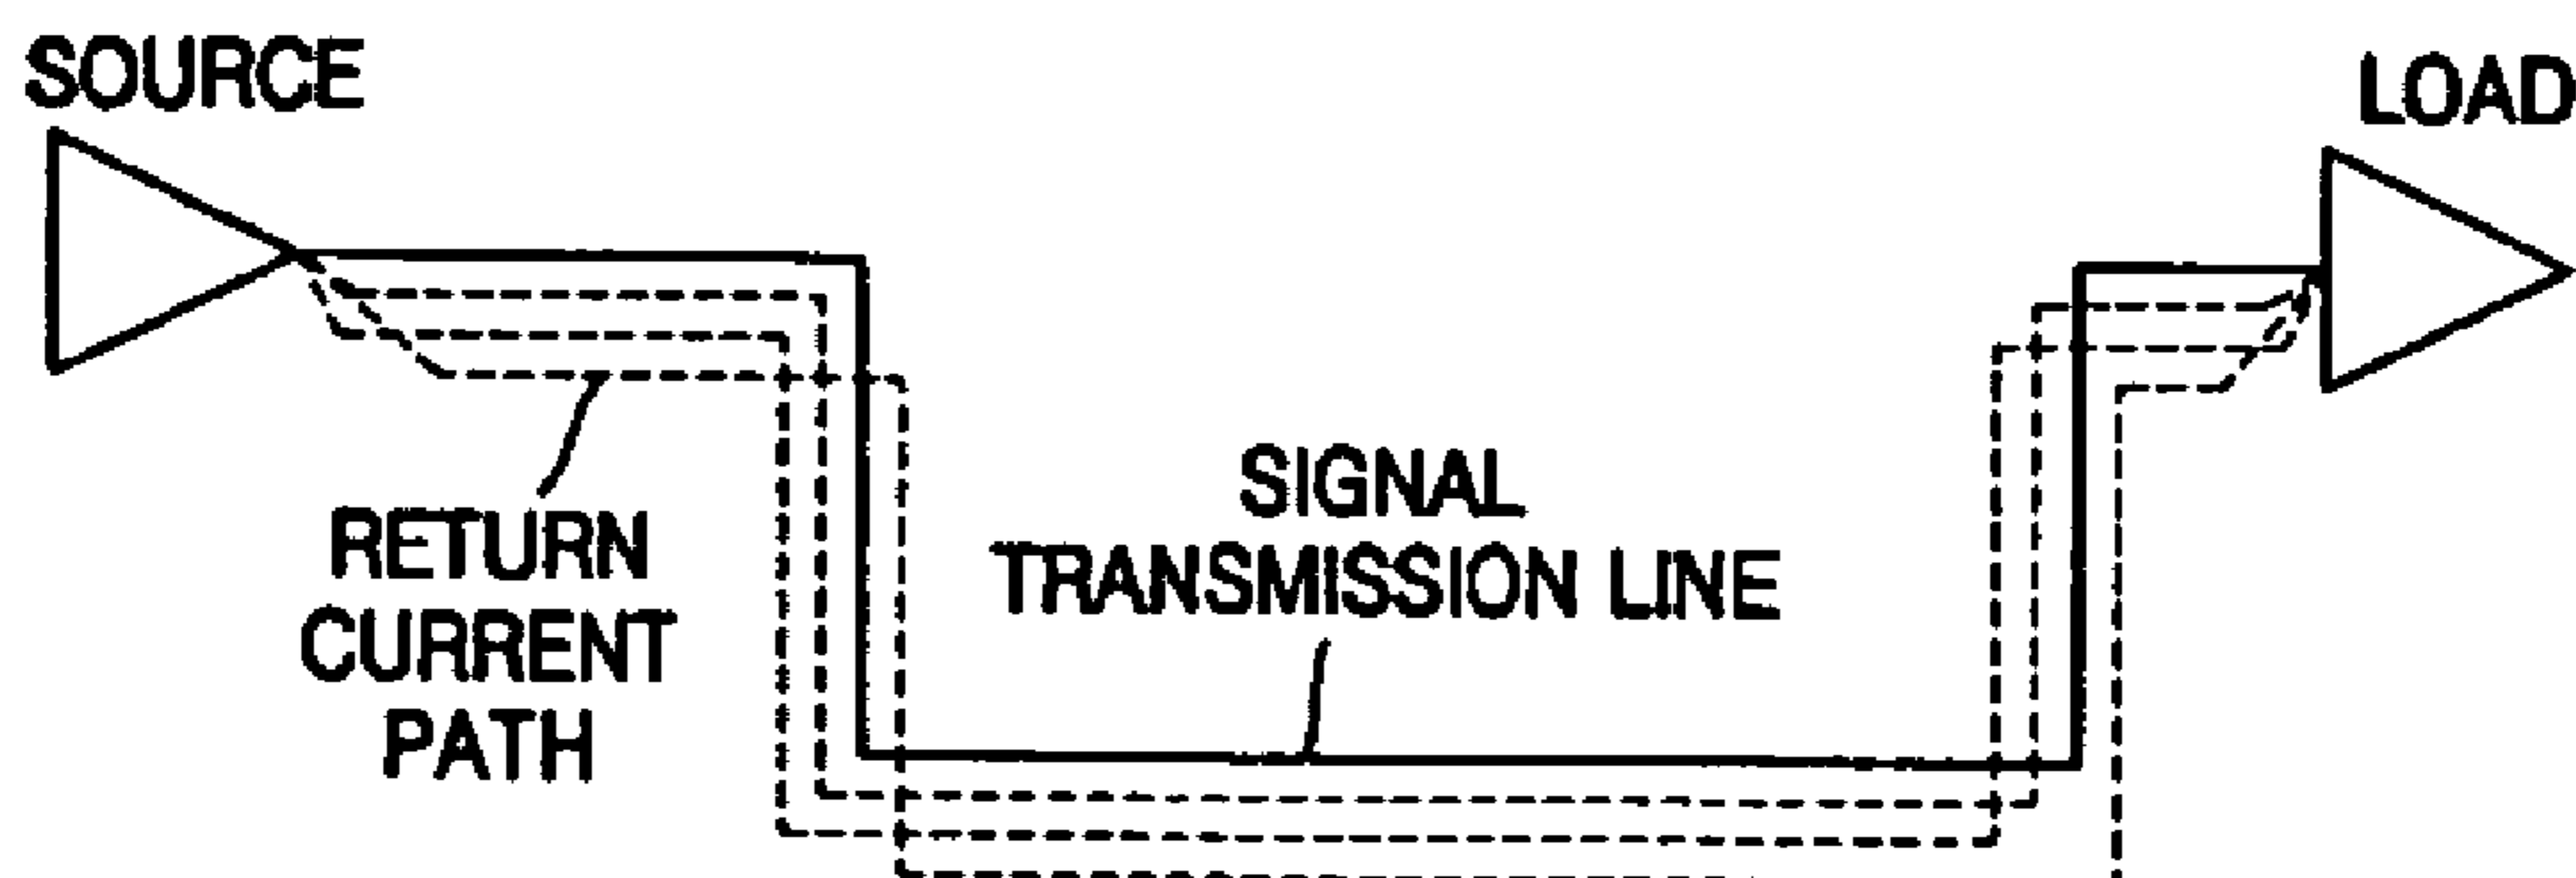 SOURCE
LOAD
RETURN
CURRENT
PATH
SIGNAL
TRANSMISSION LINE